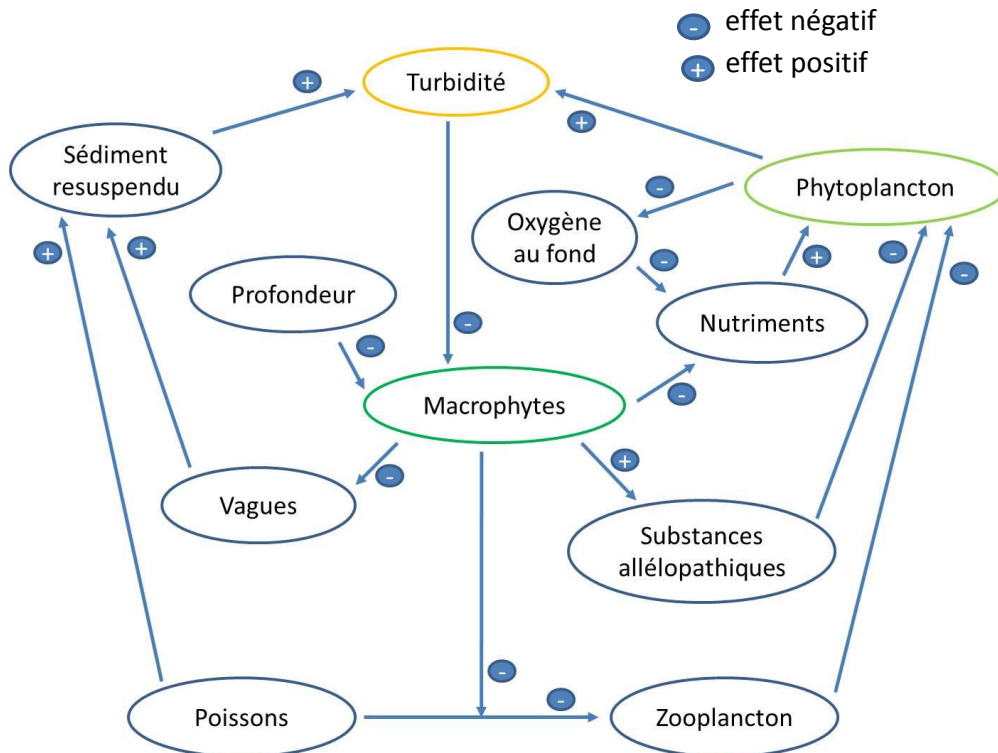 - effet négatif
+ effet positif
Turbidité
+
+
Sédiment
resuspendu
Phytoplancton
-
Oxygène
au fond
+
+
-
+
-
-
Profondeur
Nutriments
-
-
Macrophytes
-
+
-
Vagues
Substances
allélopathiques
-
-
Poissons
Zooplancton